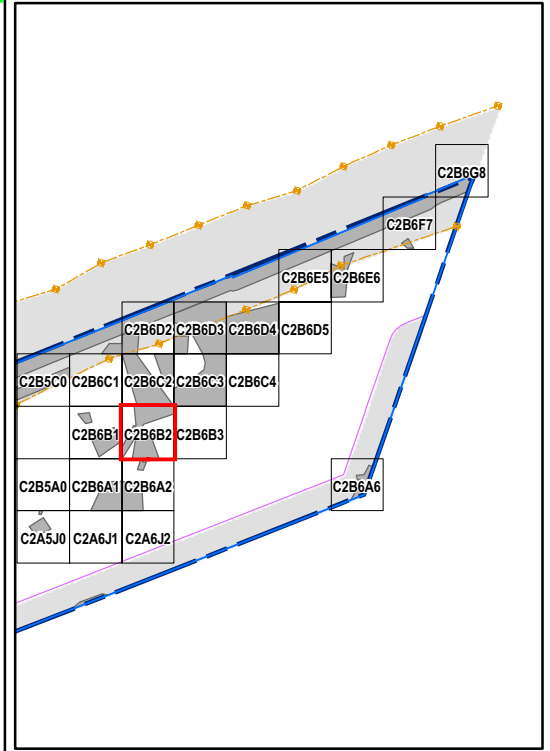 C2B6G8
C2B6F7
C2B6E5 C2B6E6
C2B6D2 C2B6D3 C2B6D4 C2B6D5
C2B5C0 C2B6C1 C2B6C2 C2B6C3 C2B6C4
C2B6B1 C2B6B2 C2B6B3
C2B5A0 C2B6A1 C2B6A2 C2B6A6
C2A5J0 C2A6J1 C2A6J2